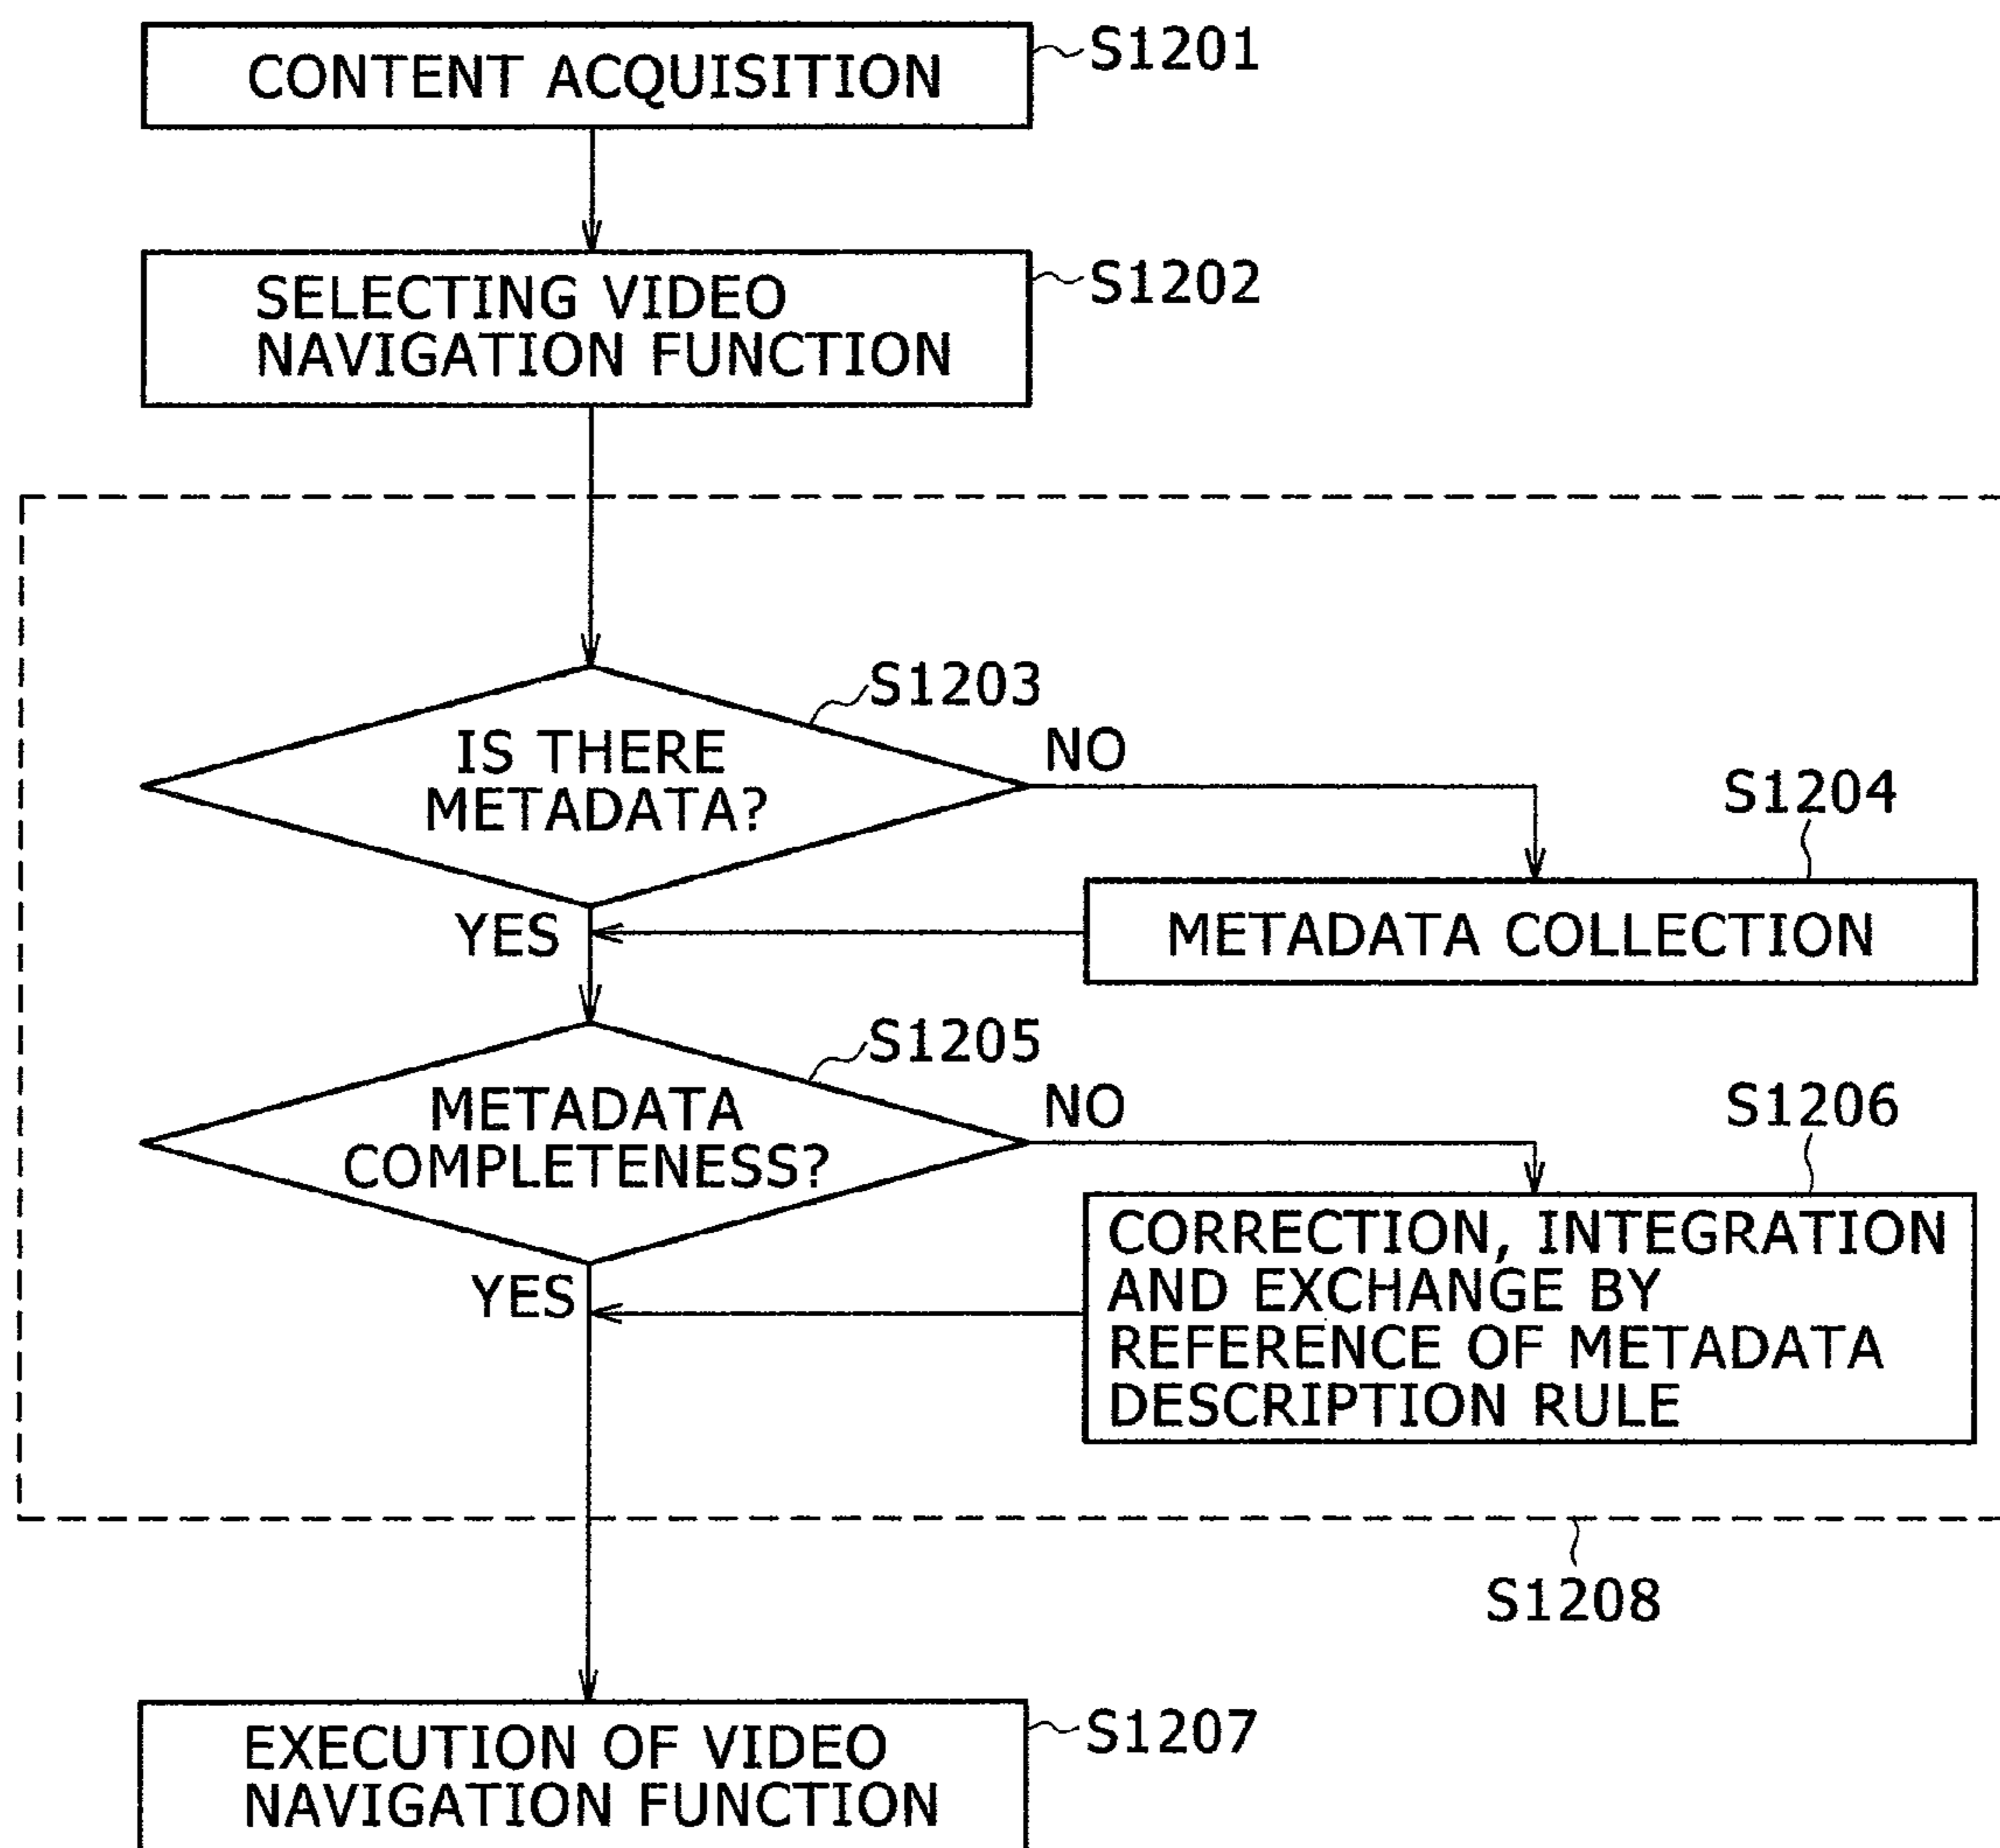 CONTENT ACQUISITION
S1201
SELECTING VIDEO
NAVIGATION FUNCTION
S1202
IS THERE
METADATA?
S1203
NO
YES
S1204
METADATA COLLECTION
METADATA
COMPLETENESS?
S1205
NO
YES
S1206
CORRECTION, INTEGRATION
AND EXCHANGE BY
REFERENCE OF METADATA
DESCRIPTION RULE
S1208
EXECUTION OF VIDEO
NAVIGATION FUNCTION
S1207